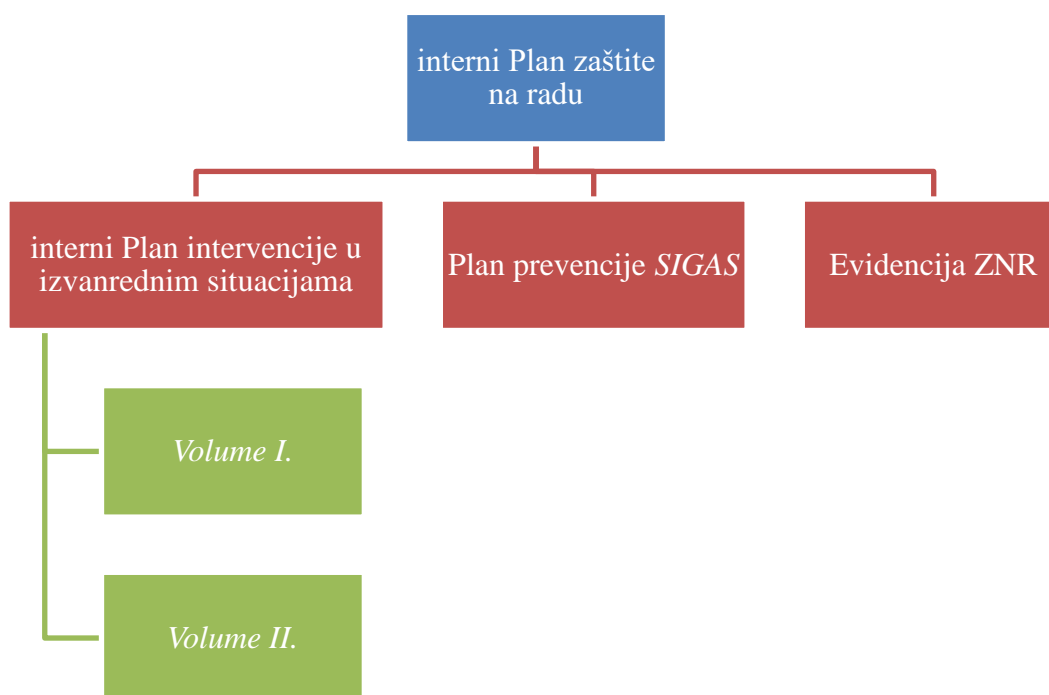 interni Plan zaštite
na radu
interni Plan intervencije u
izvanrednim situacijama
Plan prevencije SIGAS
Evidencija ZNR
Volume I.
Volume II.